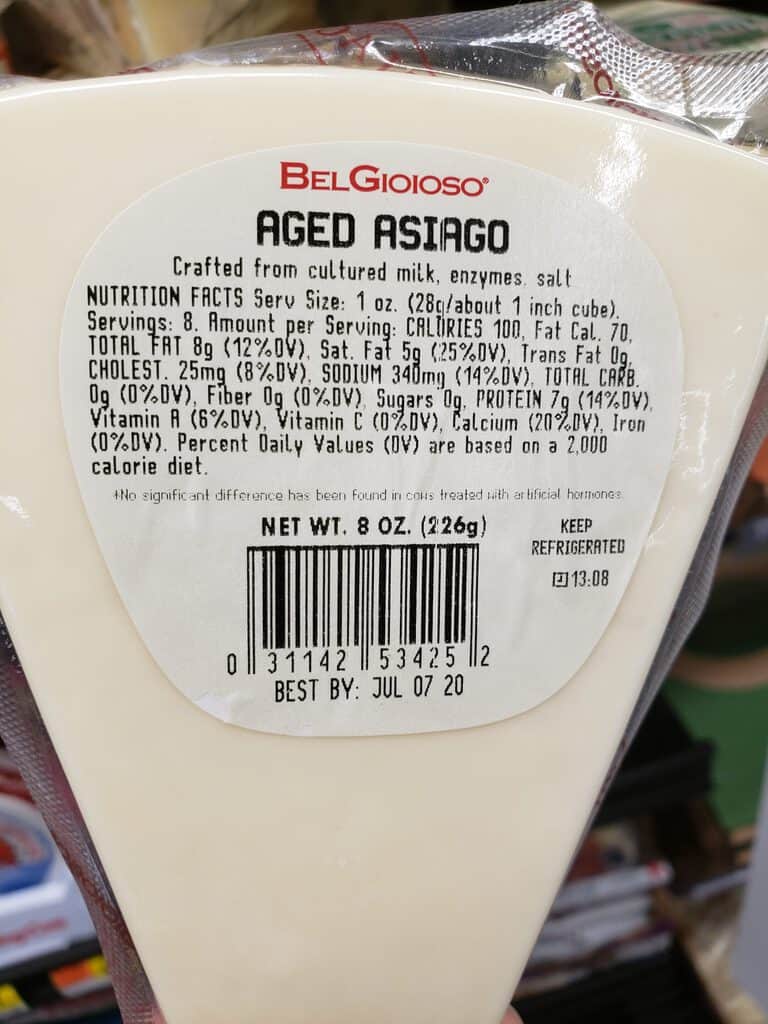 BELGIOIOSO®
AGED ASIAGO
Crafted from cultured milk, enzymes, salt
NUTRITION FACTS Serv Size: 1 oz. (28g/about 1 inch cube),
Servings: 8, Amount per Serving: CALORIES 100, Fat Cal. 70,
TOTAL FAT 8g (12%DV), Sat. Fat 5g (25%DV), Trans Fat 0g,
CHOLEST. 25mg (8%DV), SODIUM 340mg (14%DV), TOTAL CARB.
0g (0%DV), Fiber 0g (0%DV), Sugars 0g, PROTEIN 7g (14%DV),
Vitamin A (6%DV), Vitamin C (0%DV), Calcium (20%DV), Iron
(0%DV). Percent Daily Values (DV) are based on a 2,000
calorie diet.
+No significant difference has been found in cows treated with artificial hormones.
NET WT. 8 OZ. (226g)
KEEP
REFRIGERATED
13:08
0 31142 53425 2
BEST BY: JUL 07 20